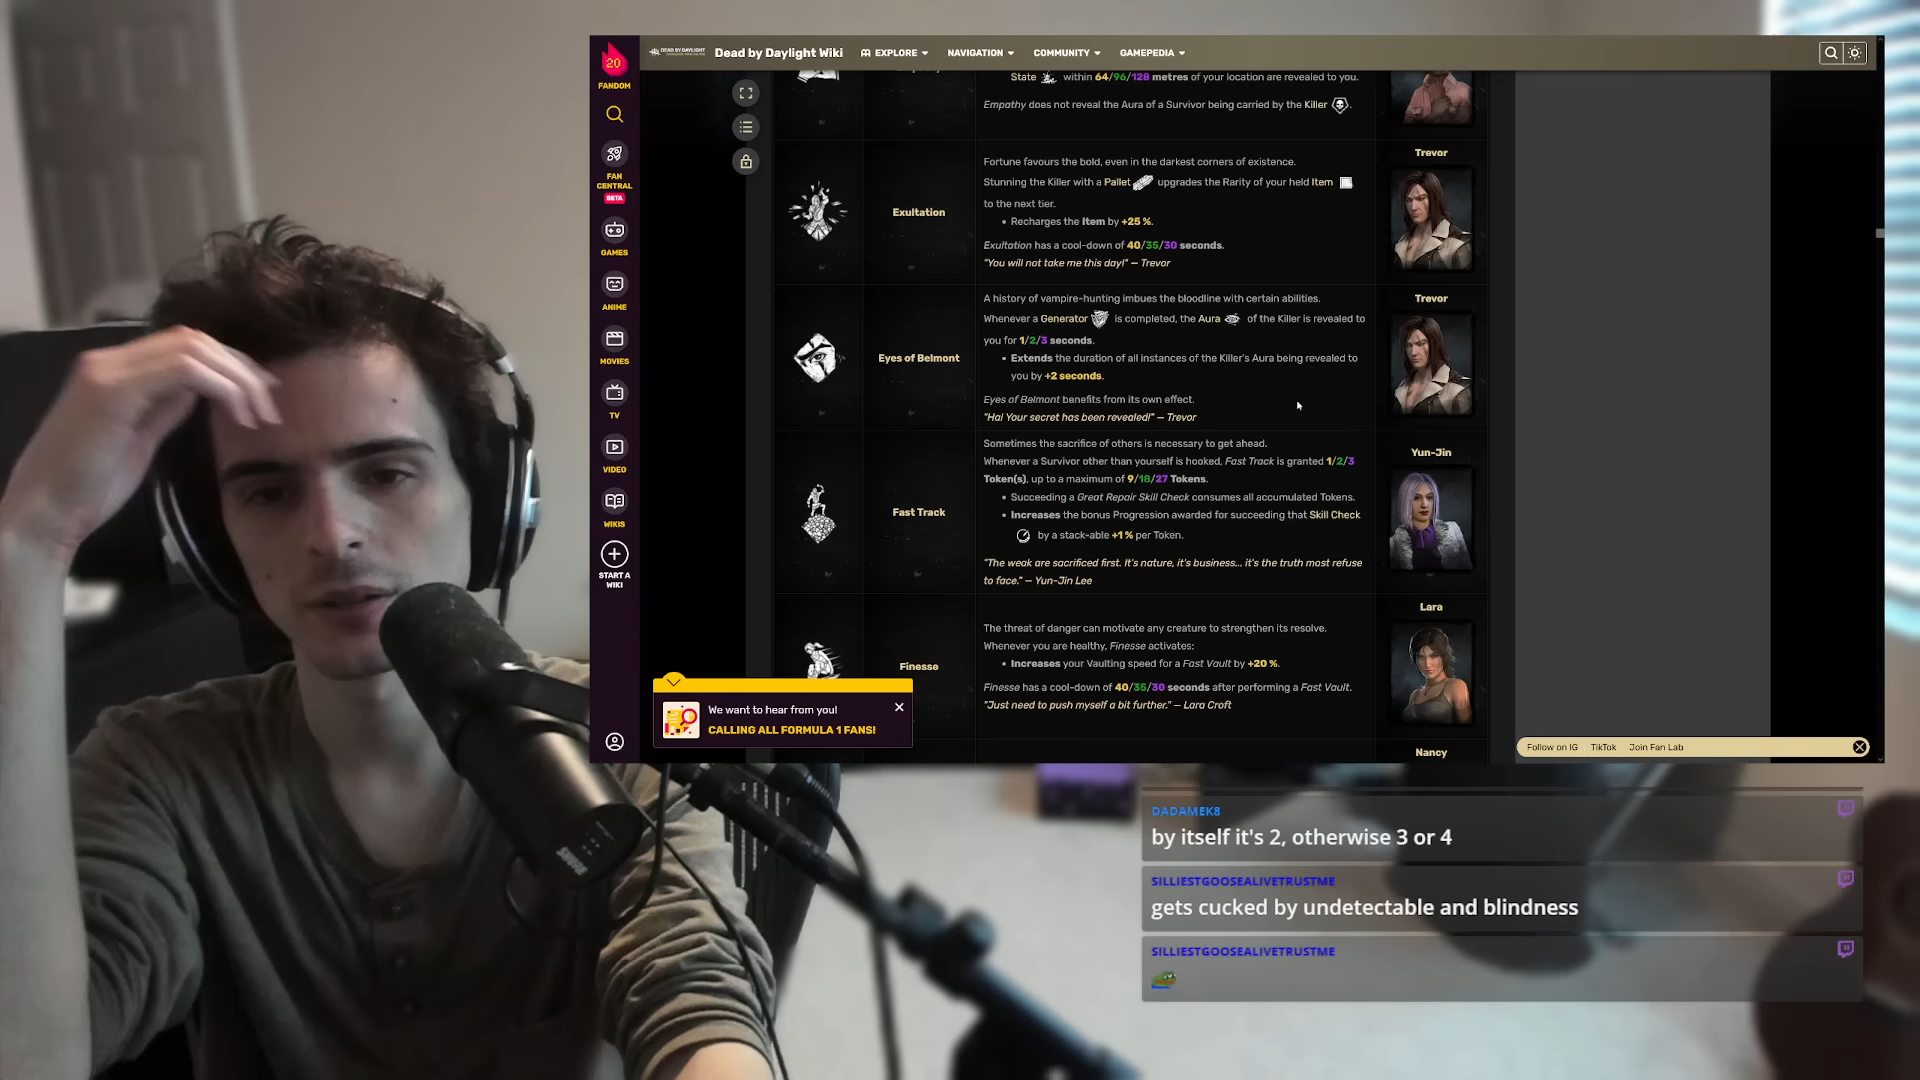 20
FANDOM
FAN
CENTRAL
BETA
GAMES
ANIME
MOVIES
TV
VIDEO
WIKIS
START A
WIKI
DEAD BY DAYLIGHT
Dead by Daylight Wiki
EXPLORE
NAVIGATION
COMMUNITY
GAMEPEDIA
State within 64/96/128 metres of your location are revealed to you.
Empathy does not reveal the Aura of a Survivor being carried by the Killer.
Exultation
Fortune favours the bold, even in the darkest corners of existence.
Stunning the Killer with a Pallet upgrades the Rarity of your held Item
to the next tier.
• Recharges the Item by +25 %.
Exultation has a cool-down of 40/35/30 seconds.
"You will not take me this day!" — Trevor
Trevor
Eyes of Belmont
A history of vampire-hunting imbues the bloodline with certain abilities.
Whenever a Generator is completed, the Aura of the Killer is revealed to
you for 1/2/3 seconds.
• Extends the duration of all instances of the Killer's Aura being revealed to
you by +2 seconds.
Eyes of Belmont benefits from its own effect.
"Ha! Your secret has been revealed!" — Trevor
Trevor
Fast Track
Sometimes the sacrifice of others is necessary to get ahead.
Whenever a Survivor other than yourself is hooked, Fast Track is granted 1/2/3
Token(s), up to a maximum of 9/18/27 Tokens.
• Succeeding a Great Repair Skill Check consumes all accumulated Tokens.
• Increases the bonus Progression awarded for succeeding that Skill Check
by a stack-able +1 % per Token.
"The weak are sacrificed first. It's nature, it's business... it's the truth most refuse
to face." — Yun-Jin Lee
Yun-Jin
Finesse
The threat of danger can motivate any creature to strengthen its resolve.
Whenever you are healthy, Finesse activates:
• Increases your Vaulting speed for a Fast Vault by +20 %.
Finesse has a cool-down of 40/35/30 seconds after performing a Fast Vault.
"Just need to push myself a bit further." — Lara Croft
Lara
Nancy
We want to hear from you!
CALLING ALL FORMULA 1 FANS!
Follow on IG TikTok Join Fan Lab
DADAMEK8
by itself it's 2, otherwise 3 or 4
SILLIESTGOOSEALIVETRUSTME
gets cucked by undetectable and blindness
SILLIESTGOOSEALIVETRUSTME